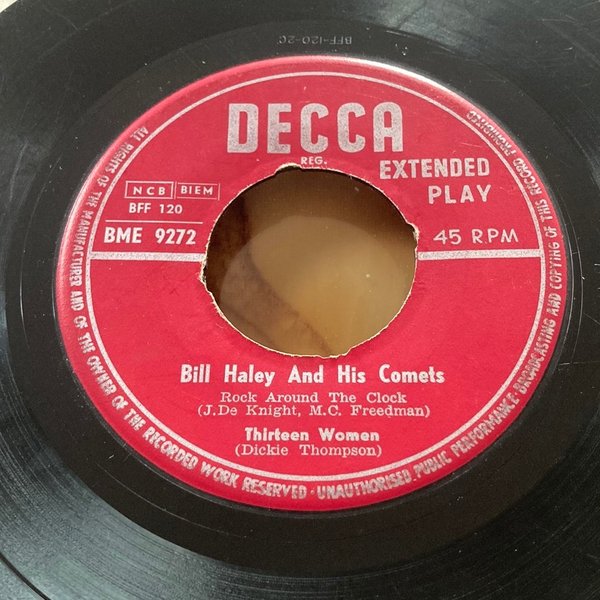 BFF-120-2C
DECCA
REG.
EXTENDED
PLAY
NCB BIEM
BFF 120
BME 9272
45 RPM
Bill Haley And His Comets
Rock Around The Clock
(J.De Knight, M.C. Freedman)
Thirteen Women
(Dickie Thompson)
ALL RIGHTS OF THE MANUFACTURER AND OF THE OWNER OF THE RECORDED WORK RESERVED · UNAUTHORISED PUBLIC PERFORMANCE BROADCASTING AND COPYING OF THIS RECORD PROHIBITED